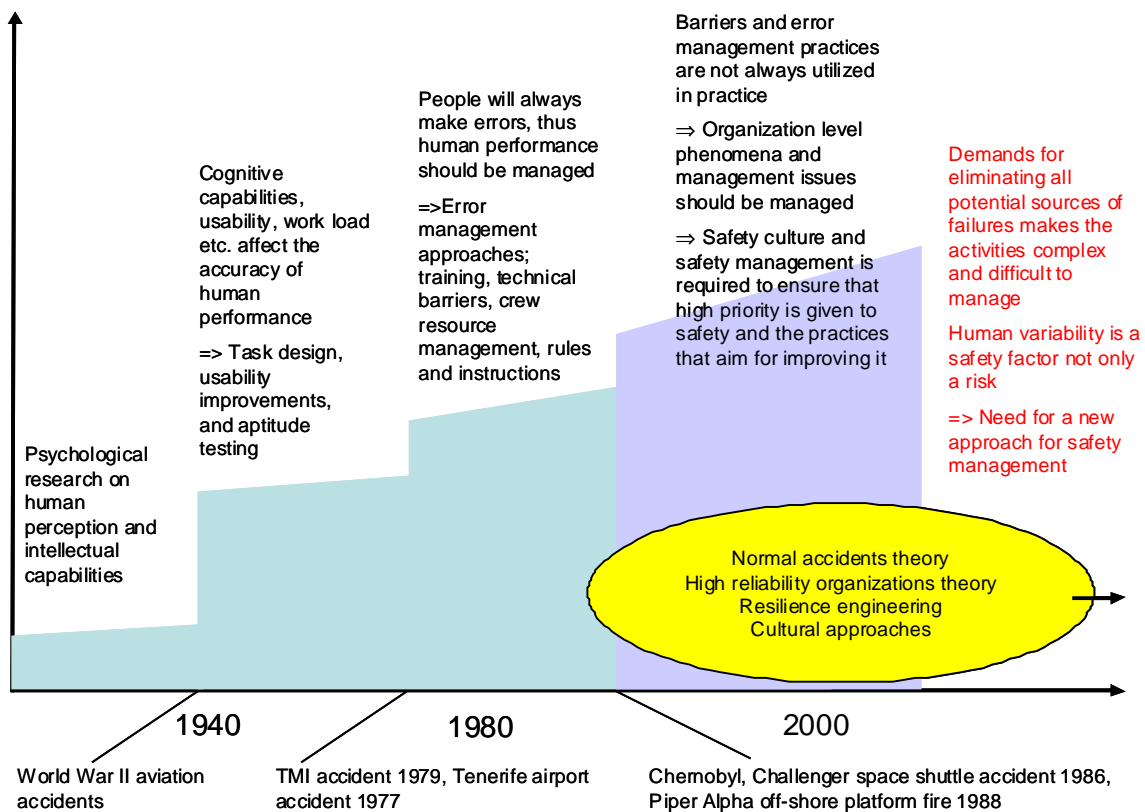 Psychological
research on
human
perception and
intellectual
capabilities
Cognitive
capabilities,
usability, work load
etc. affect the
accuracy of
human
performance
=> Task design,
usability
improvements,
and aptitude
testing
People will always
make errors, thus
human performance
should be managed
=>Error
management
approaches;
training, technical
barriers, crew
resource
management, rules
and instructions
Barriers and error
management practices
are not always utilized
in practice
⇒ Organization level
phenomena and
management issues
should be managed
⇒ Safety culture and
safety management is
required to ensure that
high priority is given to
safety and the practices
that aim for improving it
Demands for
eliminating all
potential sources of
failures makes the
activities complex
and difficult to
manage
Human variability is a
safety factor not only
a risk
=> Need for a new
approach for safety
management
Normal accidents theory
High reliability organizations theory
Resilience engineering
Cultural approaches
1940
1980
2000
World War II aviation
accidents
TMI accident 1979, Tenerife airport
accident 1977
Chernobyl, Challenger space shuttle accident 1986,
Piper Alpha off-shore platform fire 1988